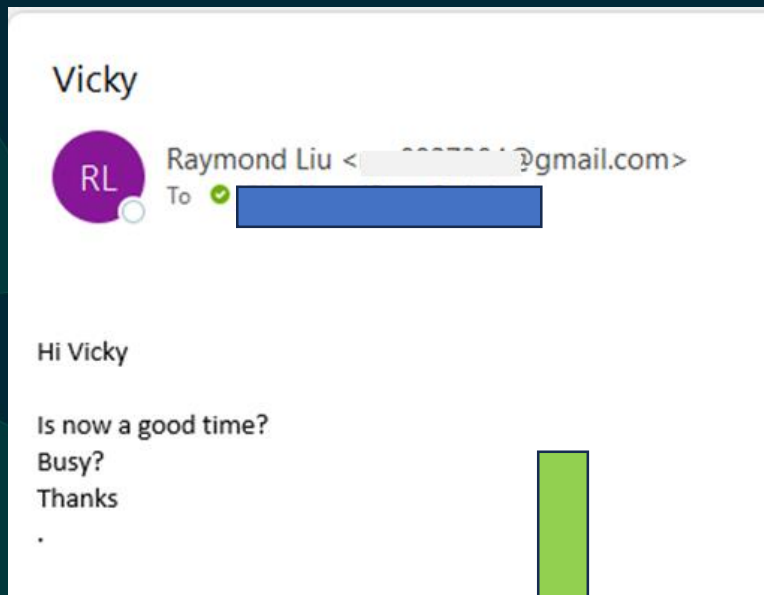 Vicky
RL
Raymond Liu < @gmail.com>
To
Hi Vicky
Is now a good time?
Busy?
Thanks
.